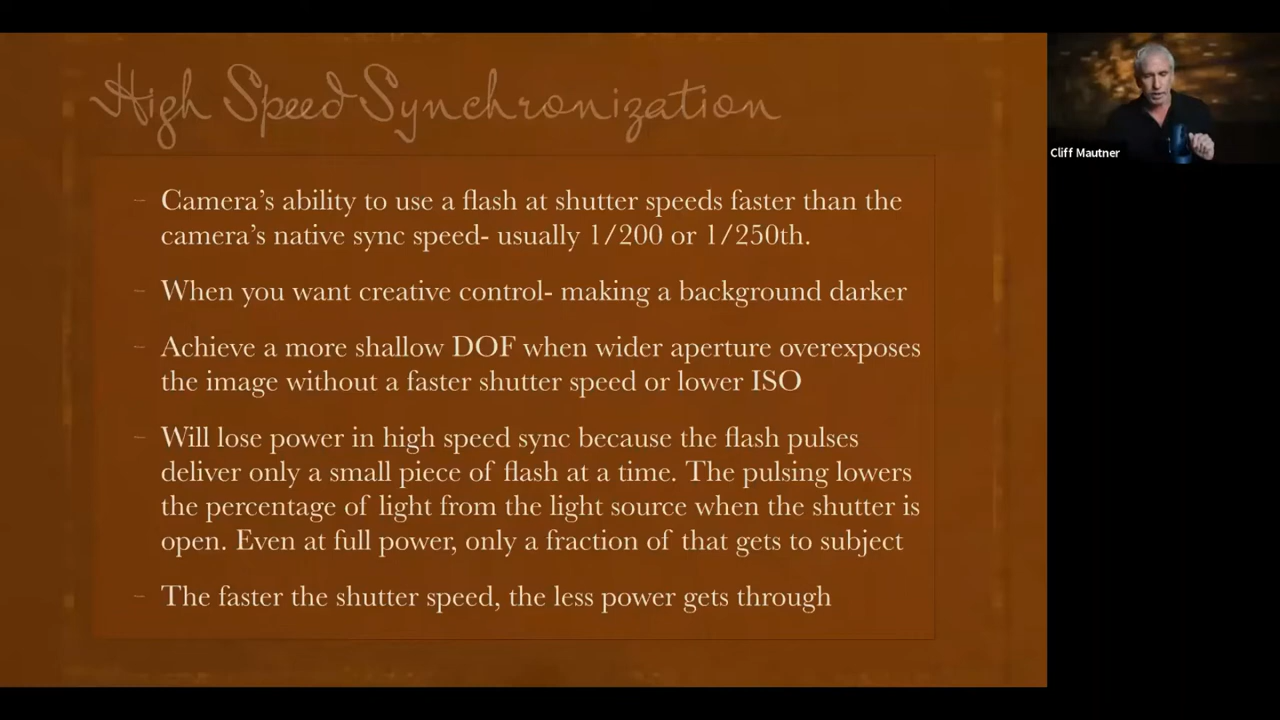 High Speed Synchronization
– Camera’s ability to use a flash at shutter speeds faster than the
camera’s native sync speed- usually 1/200 or 1/250th.
– When you want creative control- making a background darker
– Achieve a more shallow DOF when wider aperture overexposes
the image without a faster shutter speed or lower ISO
– Will lose power in high speed sync because the flash pulses
deliver only a small piece of flash at a time. The pulsing lowers
the percentage of light from the light source when the shutter is
open. Even at full power, only a fraction of that gets to subject
– The faster the shutter speed, the less power gets through
Cliff Mautner